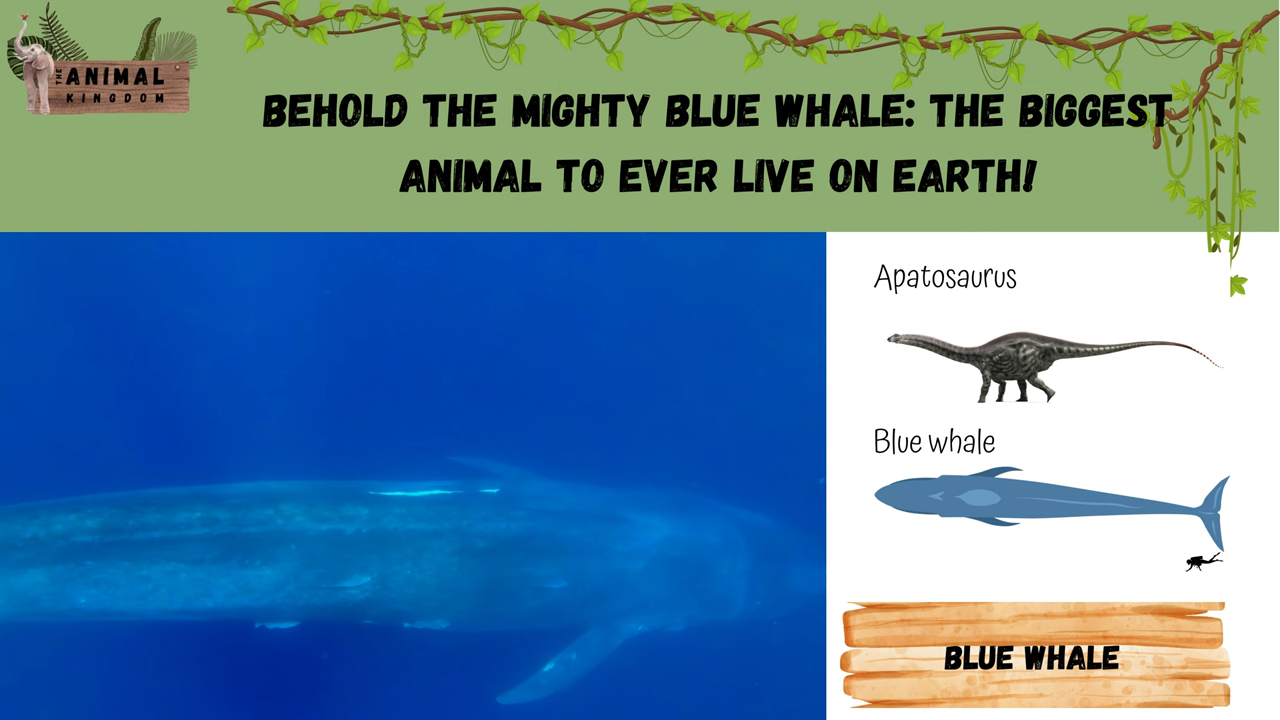 THE ANIMAL
KINGDOM
BEHOLD THE MIGHTY BLUE WHALE: THE BIGGEST
ANIMAL TO EVER LIVE ON EARTH!
Apatosaurus
Blue whale
BLUE WHALE